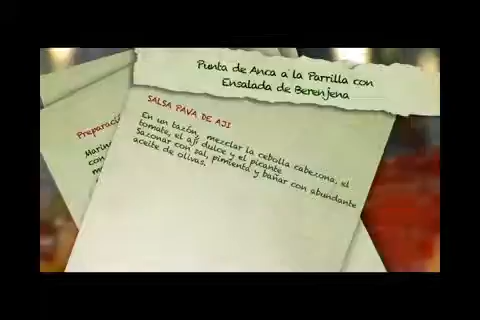 Punta de Anca a la Parrilla con
Ensalada de Berenjena
SALSA PAVA DE AJI
En un tazón, mezclar la cebolla cabezona, el
tomate, el ají dulce y el picante
Sazonar con sal, pimienta y bañar con abundante
aceite de olivas.
Preparació
Marin
con